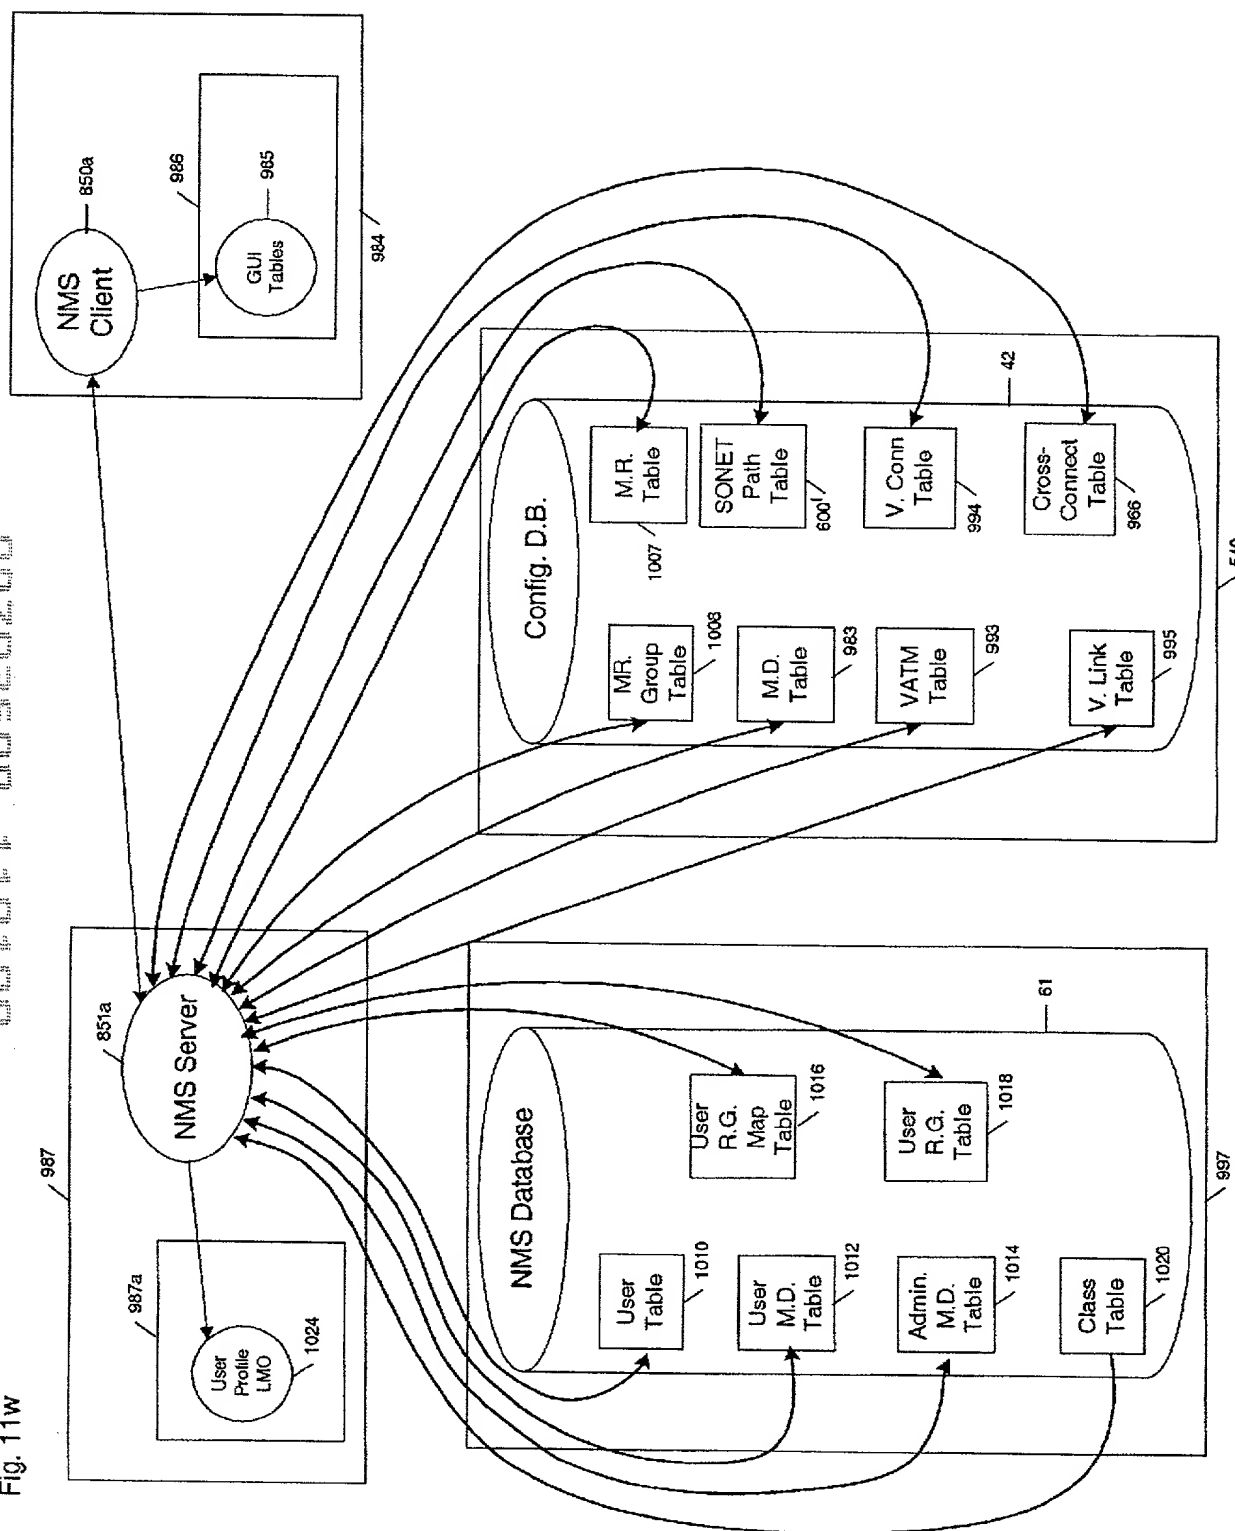 Fig. 11w
987
851a
NMS Server
987a
User
Profile
LMO
1024
NMS
Client
850a
986
GUI
Tables
985
984
NMS Database
User
Table
1010
User
M.D.
Table
1012
Admin.
M.D.
Table
1014
Class
Table
1020
User
R.G.
Map
Table
1016
User
R.G.
Table
1018
61
997
Config. D.B.
MR.
Group
Table
1008
M.D.
Table
983
VATM
Table
993
V. Link
Table
995
M.R.
Table
1007
SONET
Path
Table
600'
V. Conn
Table
994
Cross-
Connect
Table
966
42